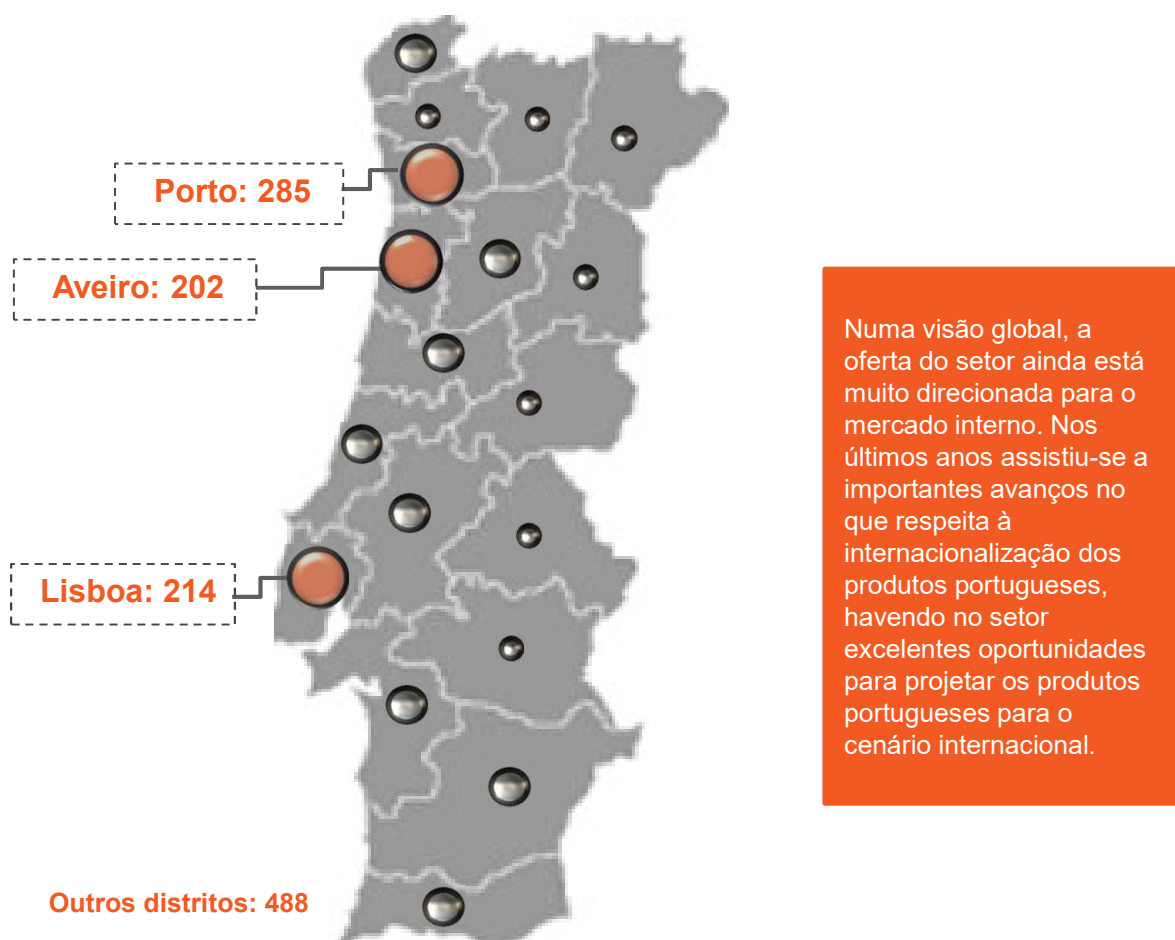 Porto: 285
Aveiro: 202
Lisboa: 214
Outros distritos: 488
Numa visão global, a
oferta do setor ainda está
muito direcionada para o
mercado interno. Nos
últimos anos assistiu-se a
importantes avanços no
que respeita à
internacionalização dos
produtos portugueses,
havendo no setor
excelentes oportunidades
para projetar os produtos
portugueses para o
cenário internacional.